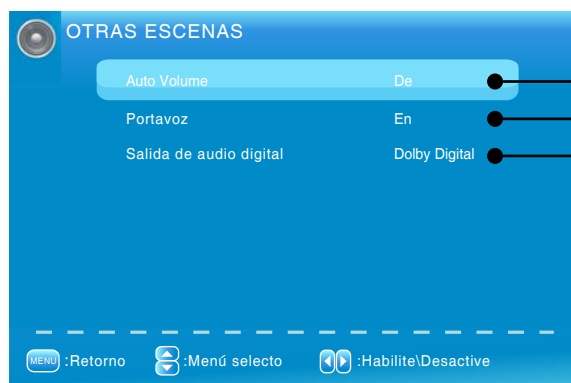 OTRAS ESCENAS
Auto Volume De
Portavoz En
Salida de audio digital Dolby Digital
MENU :Retorno :Menú selecto :Habilite\Desactive